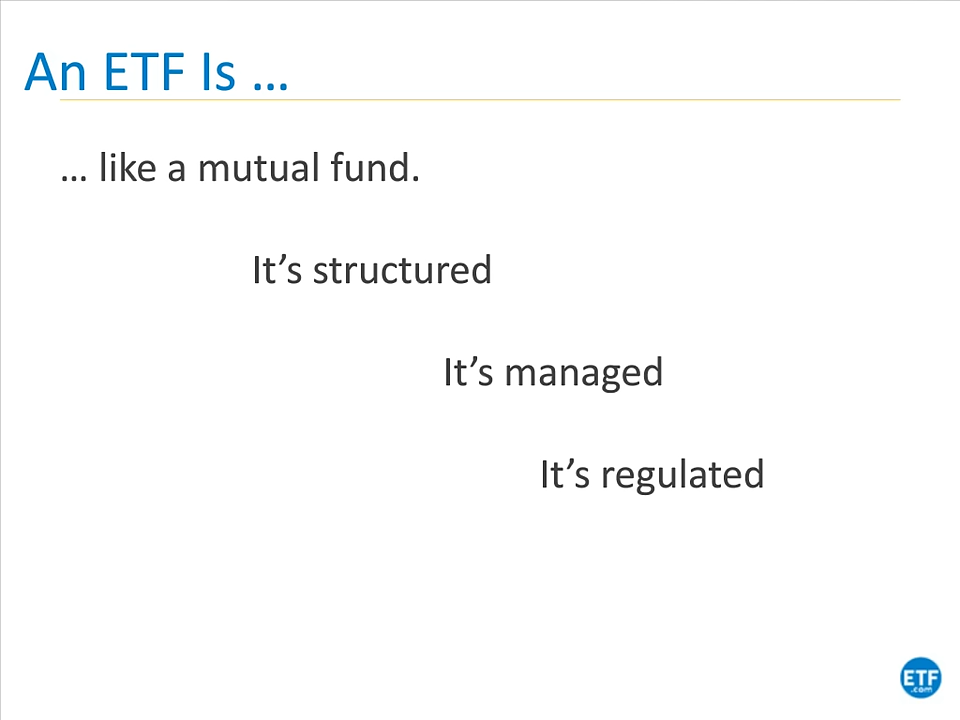 An ETF Is …
… like a mutual fund.
It’s structured
It’s managed
It’s regulated
ETF
.com